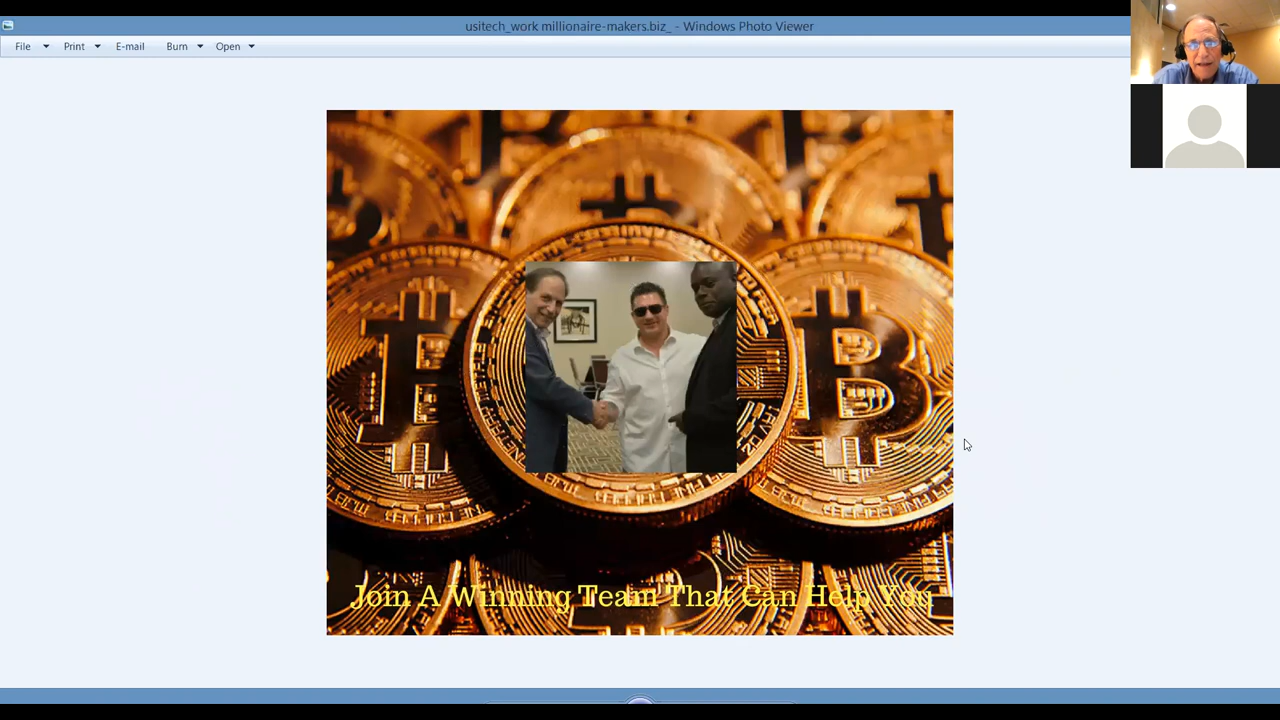 usitech_work millionaire-makers.biz_ - Windows Photo Viewer
File Print E-mail Burn Open
Join A Winning Team That Can Help You